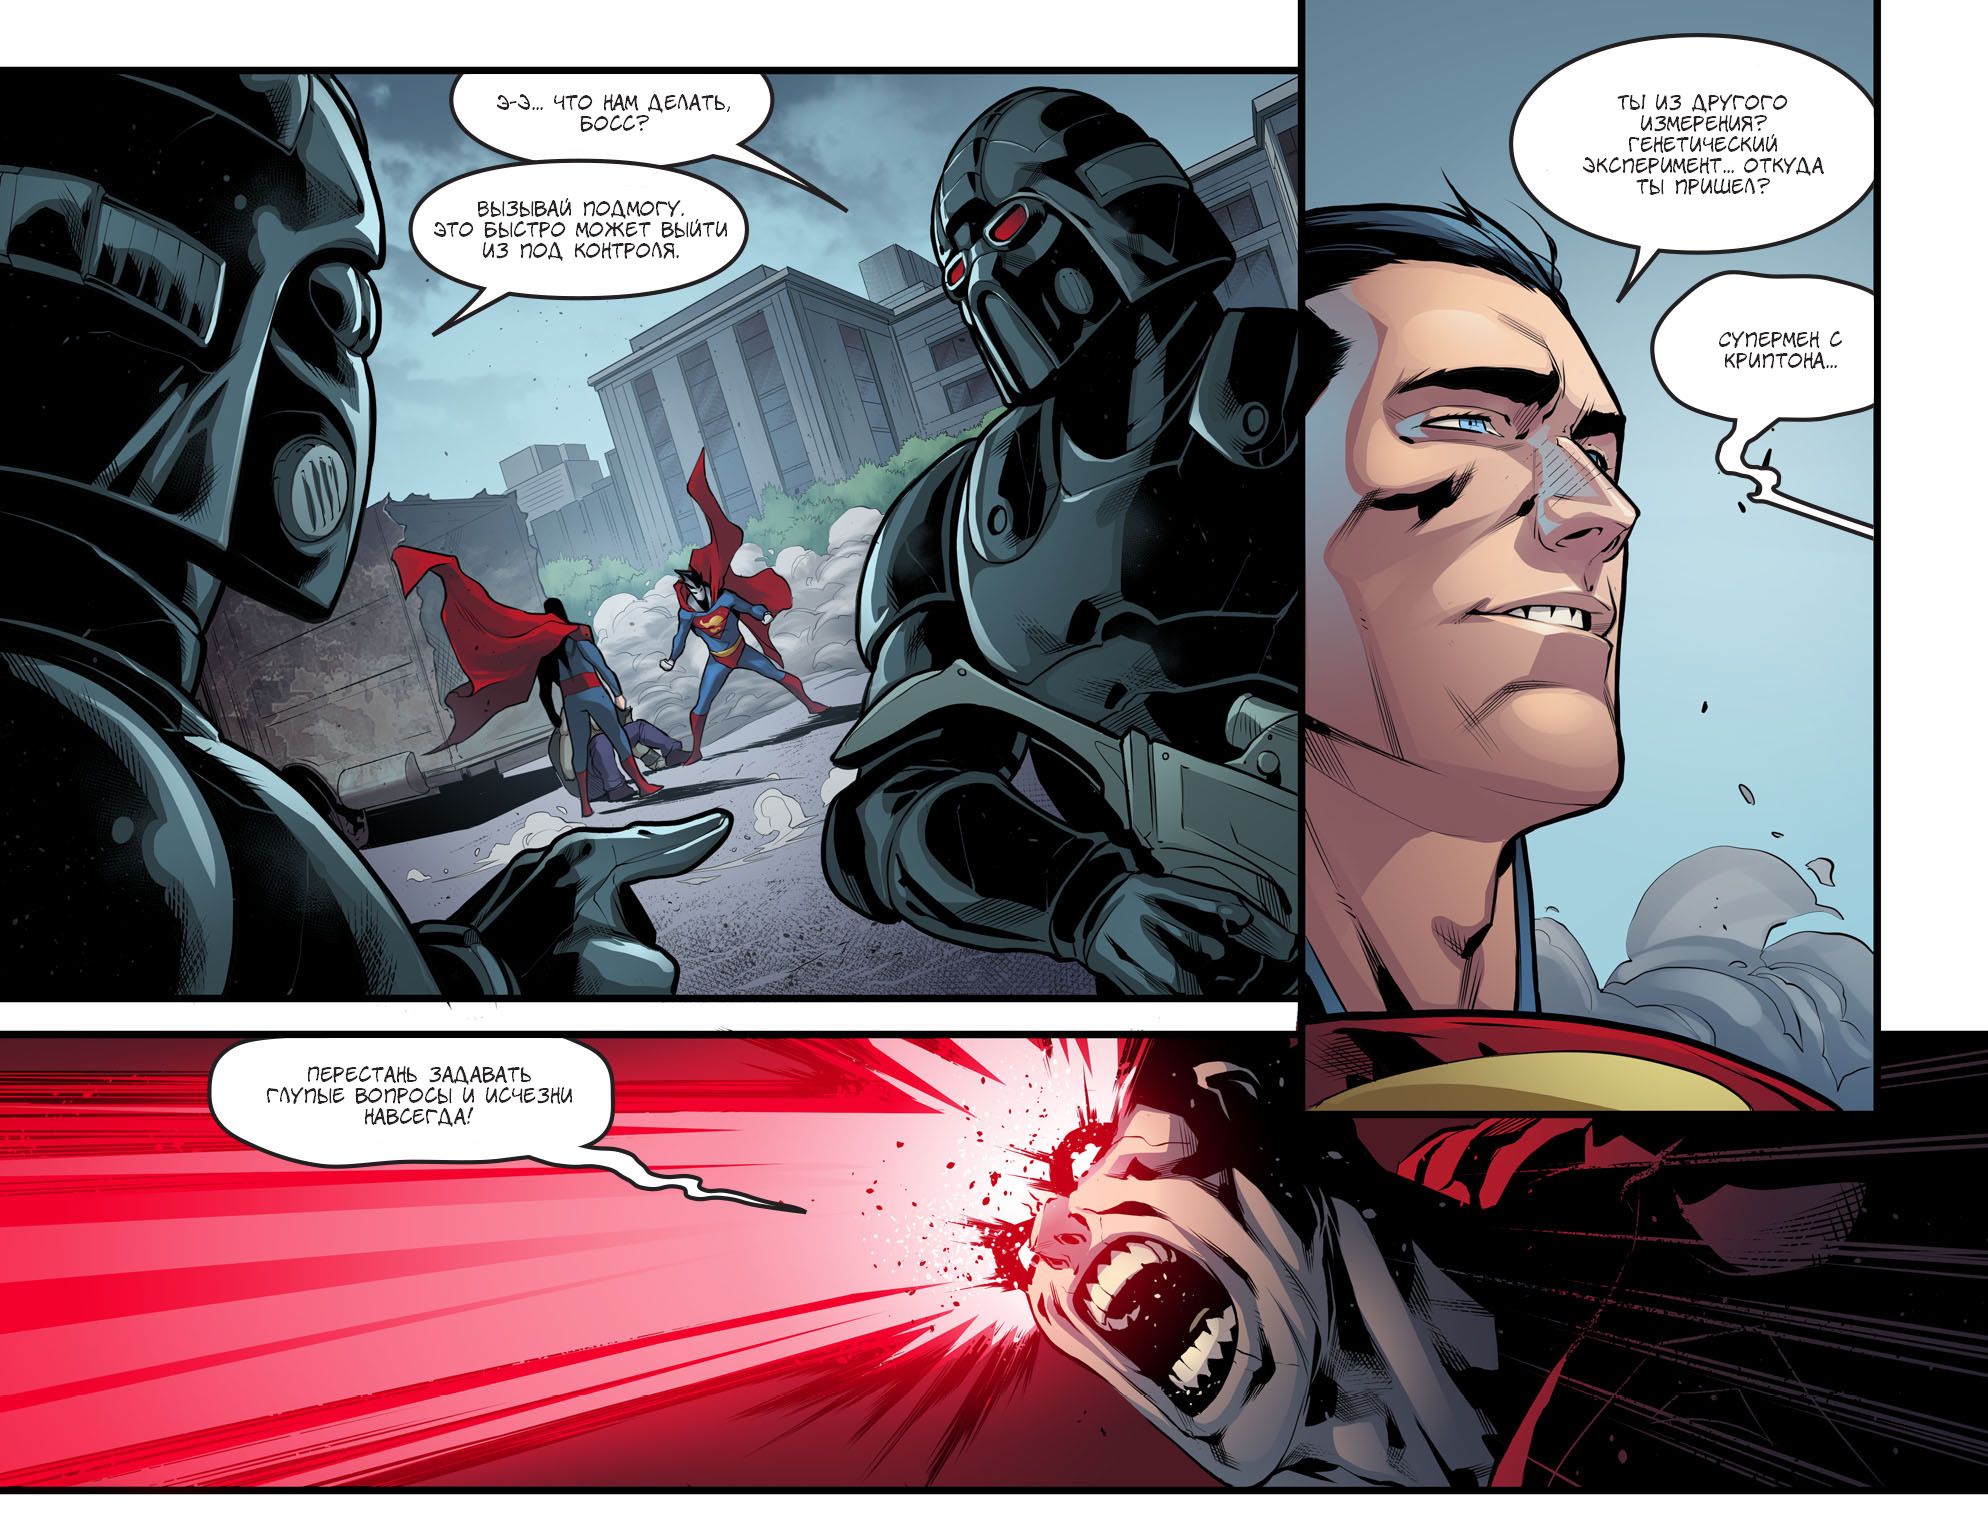 Э-Э... ЧТО НАМ ДЕЛАТЬ,
БОСС?
ВЫЗЫВАЙ ПОДМОГУ.
ЭТО БЫСТРО МОЖЕТ ВЫЙТИ
ИЗ ПОД КОНТРОЛЯ.
ТЫ ИЗ ДРУГОГО
ИЗМЕРЕНИЯ?
ГЕНЕТИЧЕСКИЙ
ЭКСПЕРИМЕНТ... ОТКУДА
ТЫ ПРИШЕЛ?
СУПЕРМЕН С
КРИПТОНА...
ПЕРЕСТАНЬ ЗАДАВАТЬ
ГЛУПЫЕ ВОПРОСЫ И ИСЧЕЗНИ
НАВСЕГДА!